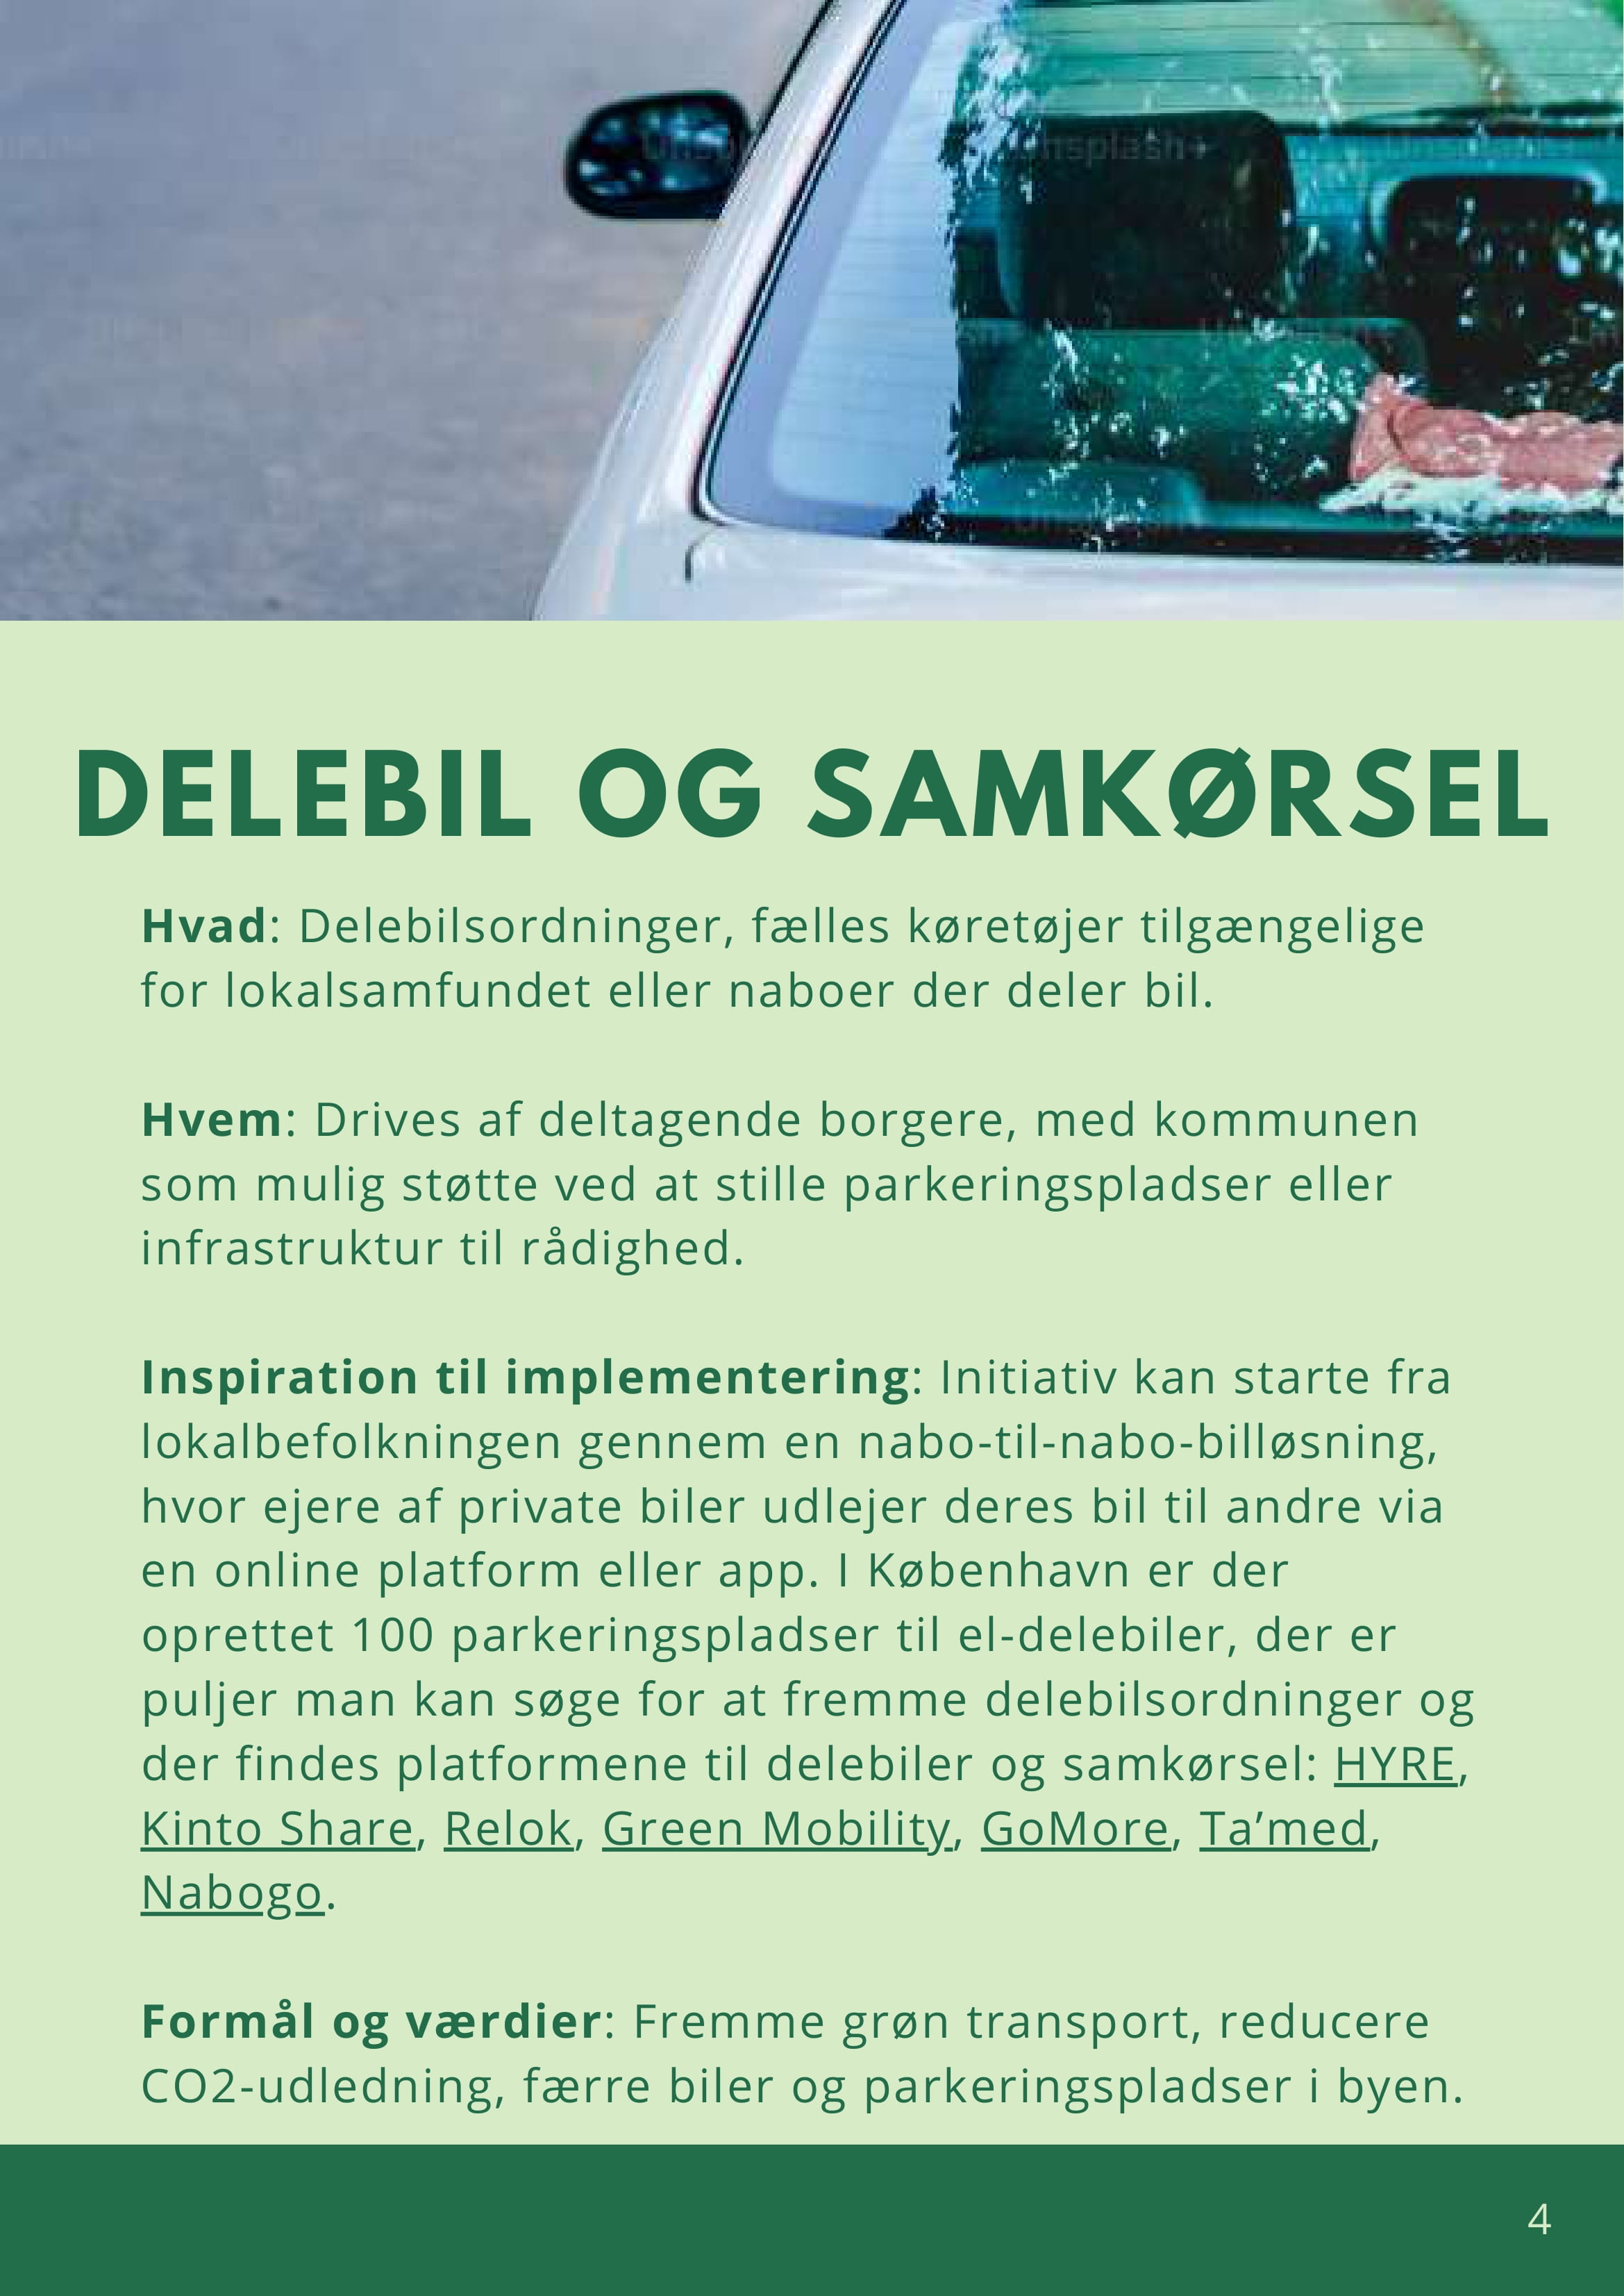 Unsplash+
DELEBIL OG SAMKØRSEL
Hvad: Delebilsordninger, fælles køretøjer tilgængelige
for lokalsamfundet eller naboer der deler bil.
Hvem: Drives af deltagende borgere, med kommunen
som mulig støtte ved at stille parkeringspladser eller
infrastruktur til rådighed.
Inspiration til implementering: Initiativ kan starte fra
lokalbefolkningen gennem en nabo-til-nabo-billøsning,
hvor ejere af private biler udlejer deres bil til andre via
en online platform eller app. I København er der
oprettet 100 parkeringspladser til el-delebiler, der er
puljer man kan søge for at fremme delebilsordninger og
der findes platformene til delebiler og samkørsel: HYRE,
Kinto Share, Relok, Green Mobility, GoMore, Ta’med,
Nabogo.
Formål og værdier: Fremme grøn transport, reducere
CO2-udledning, færre biler og parkeringspladser i byen.
4